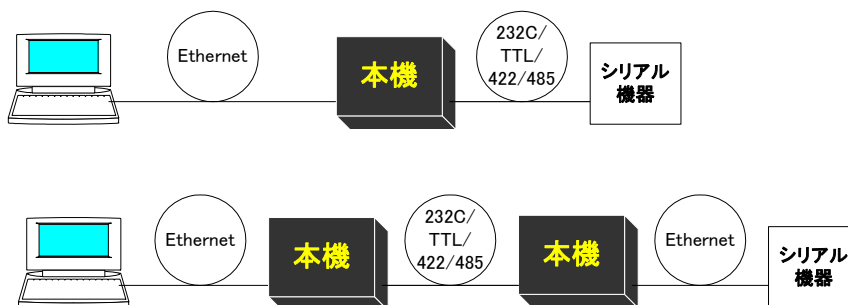 Ethernet
本機
232C/
TTL/
422/485
シリアル
機器
Ethernet
本機
232C/
TTL/
422/485
本機
Ethernet
シリアル
機器